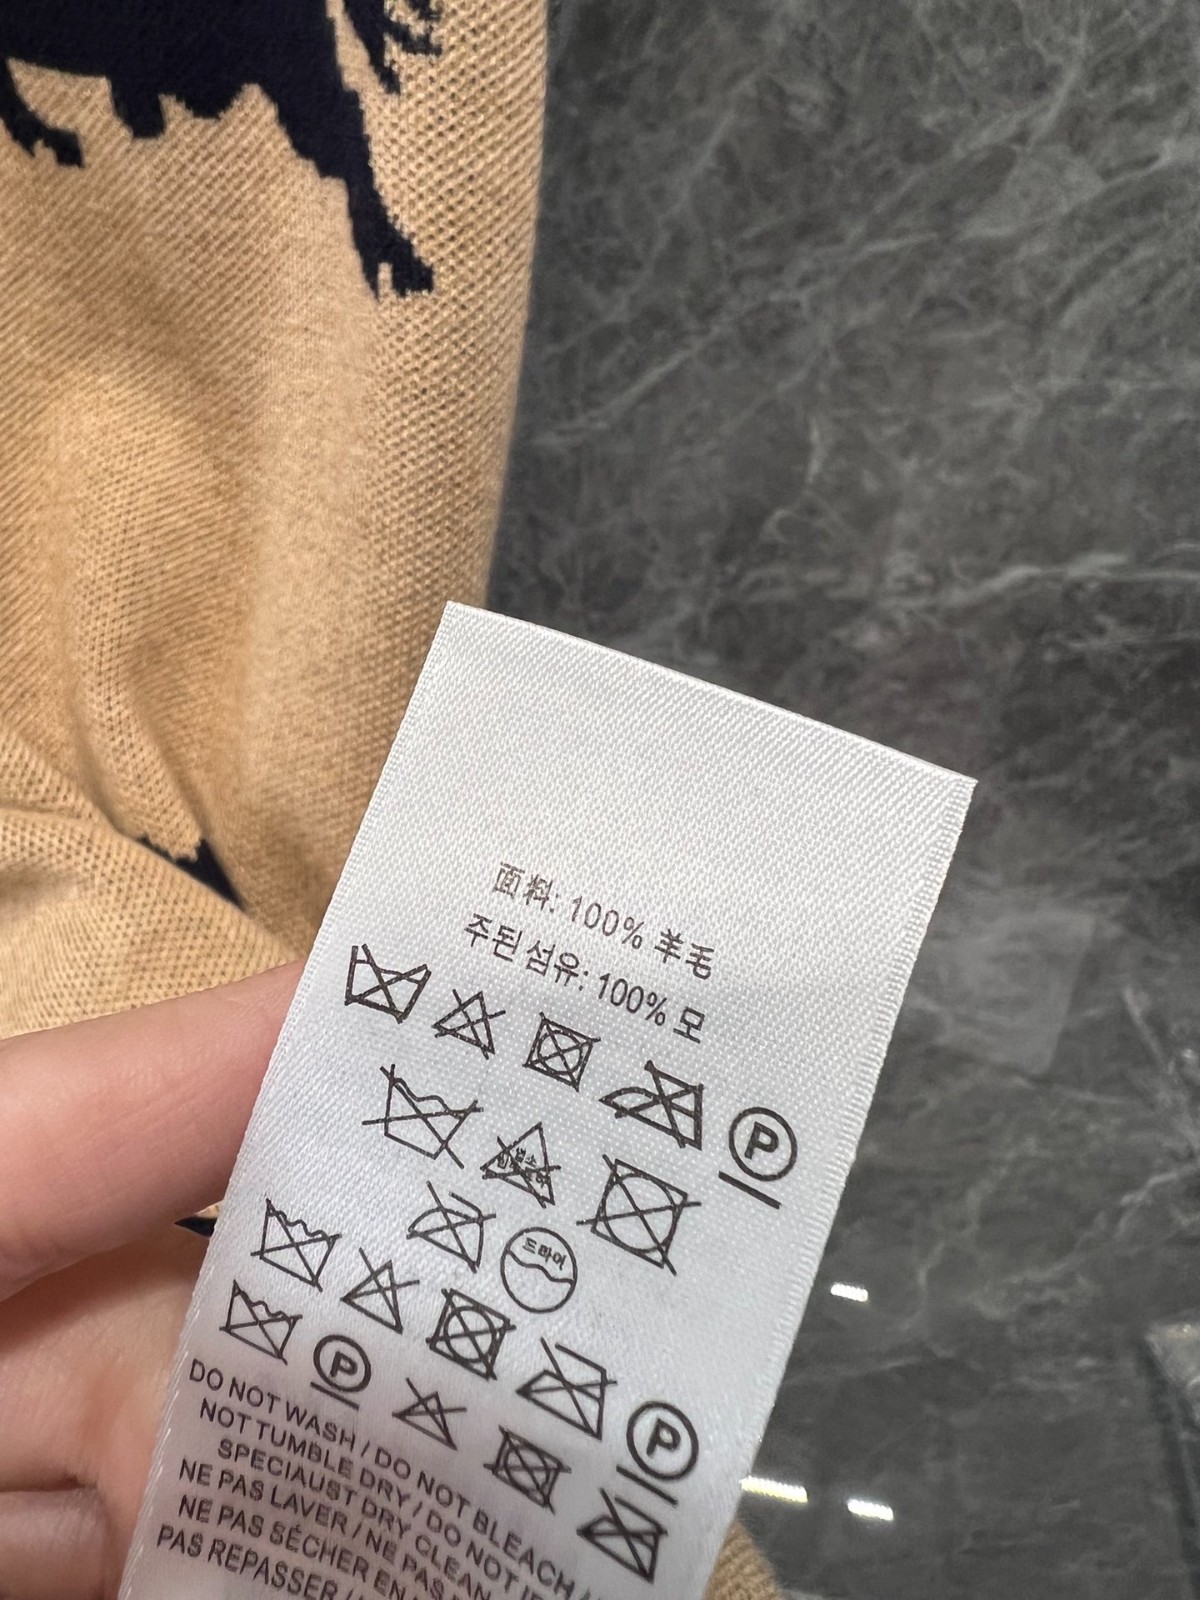 面料: 100% 羊毛
주된 섬유: 100% 모
P
드라이
P
P
DO NOT WASH / DO NOT BLEACH /
NOT TUMBLE DRY / DO NOT
SPECIAUST DRY CLEAN
NE PAS LAVER / NE PAS
NE PAS SÉCHER EN
PAS REPASSER /